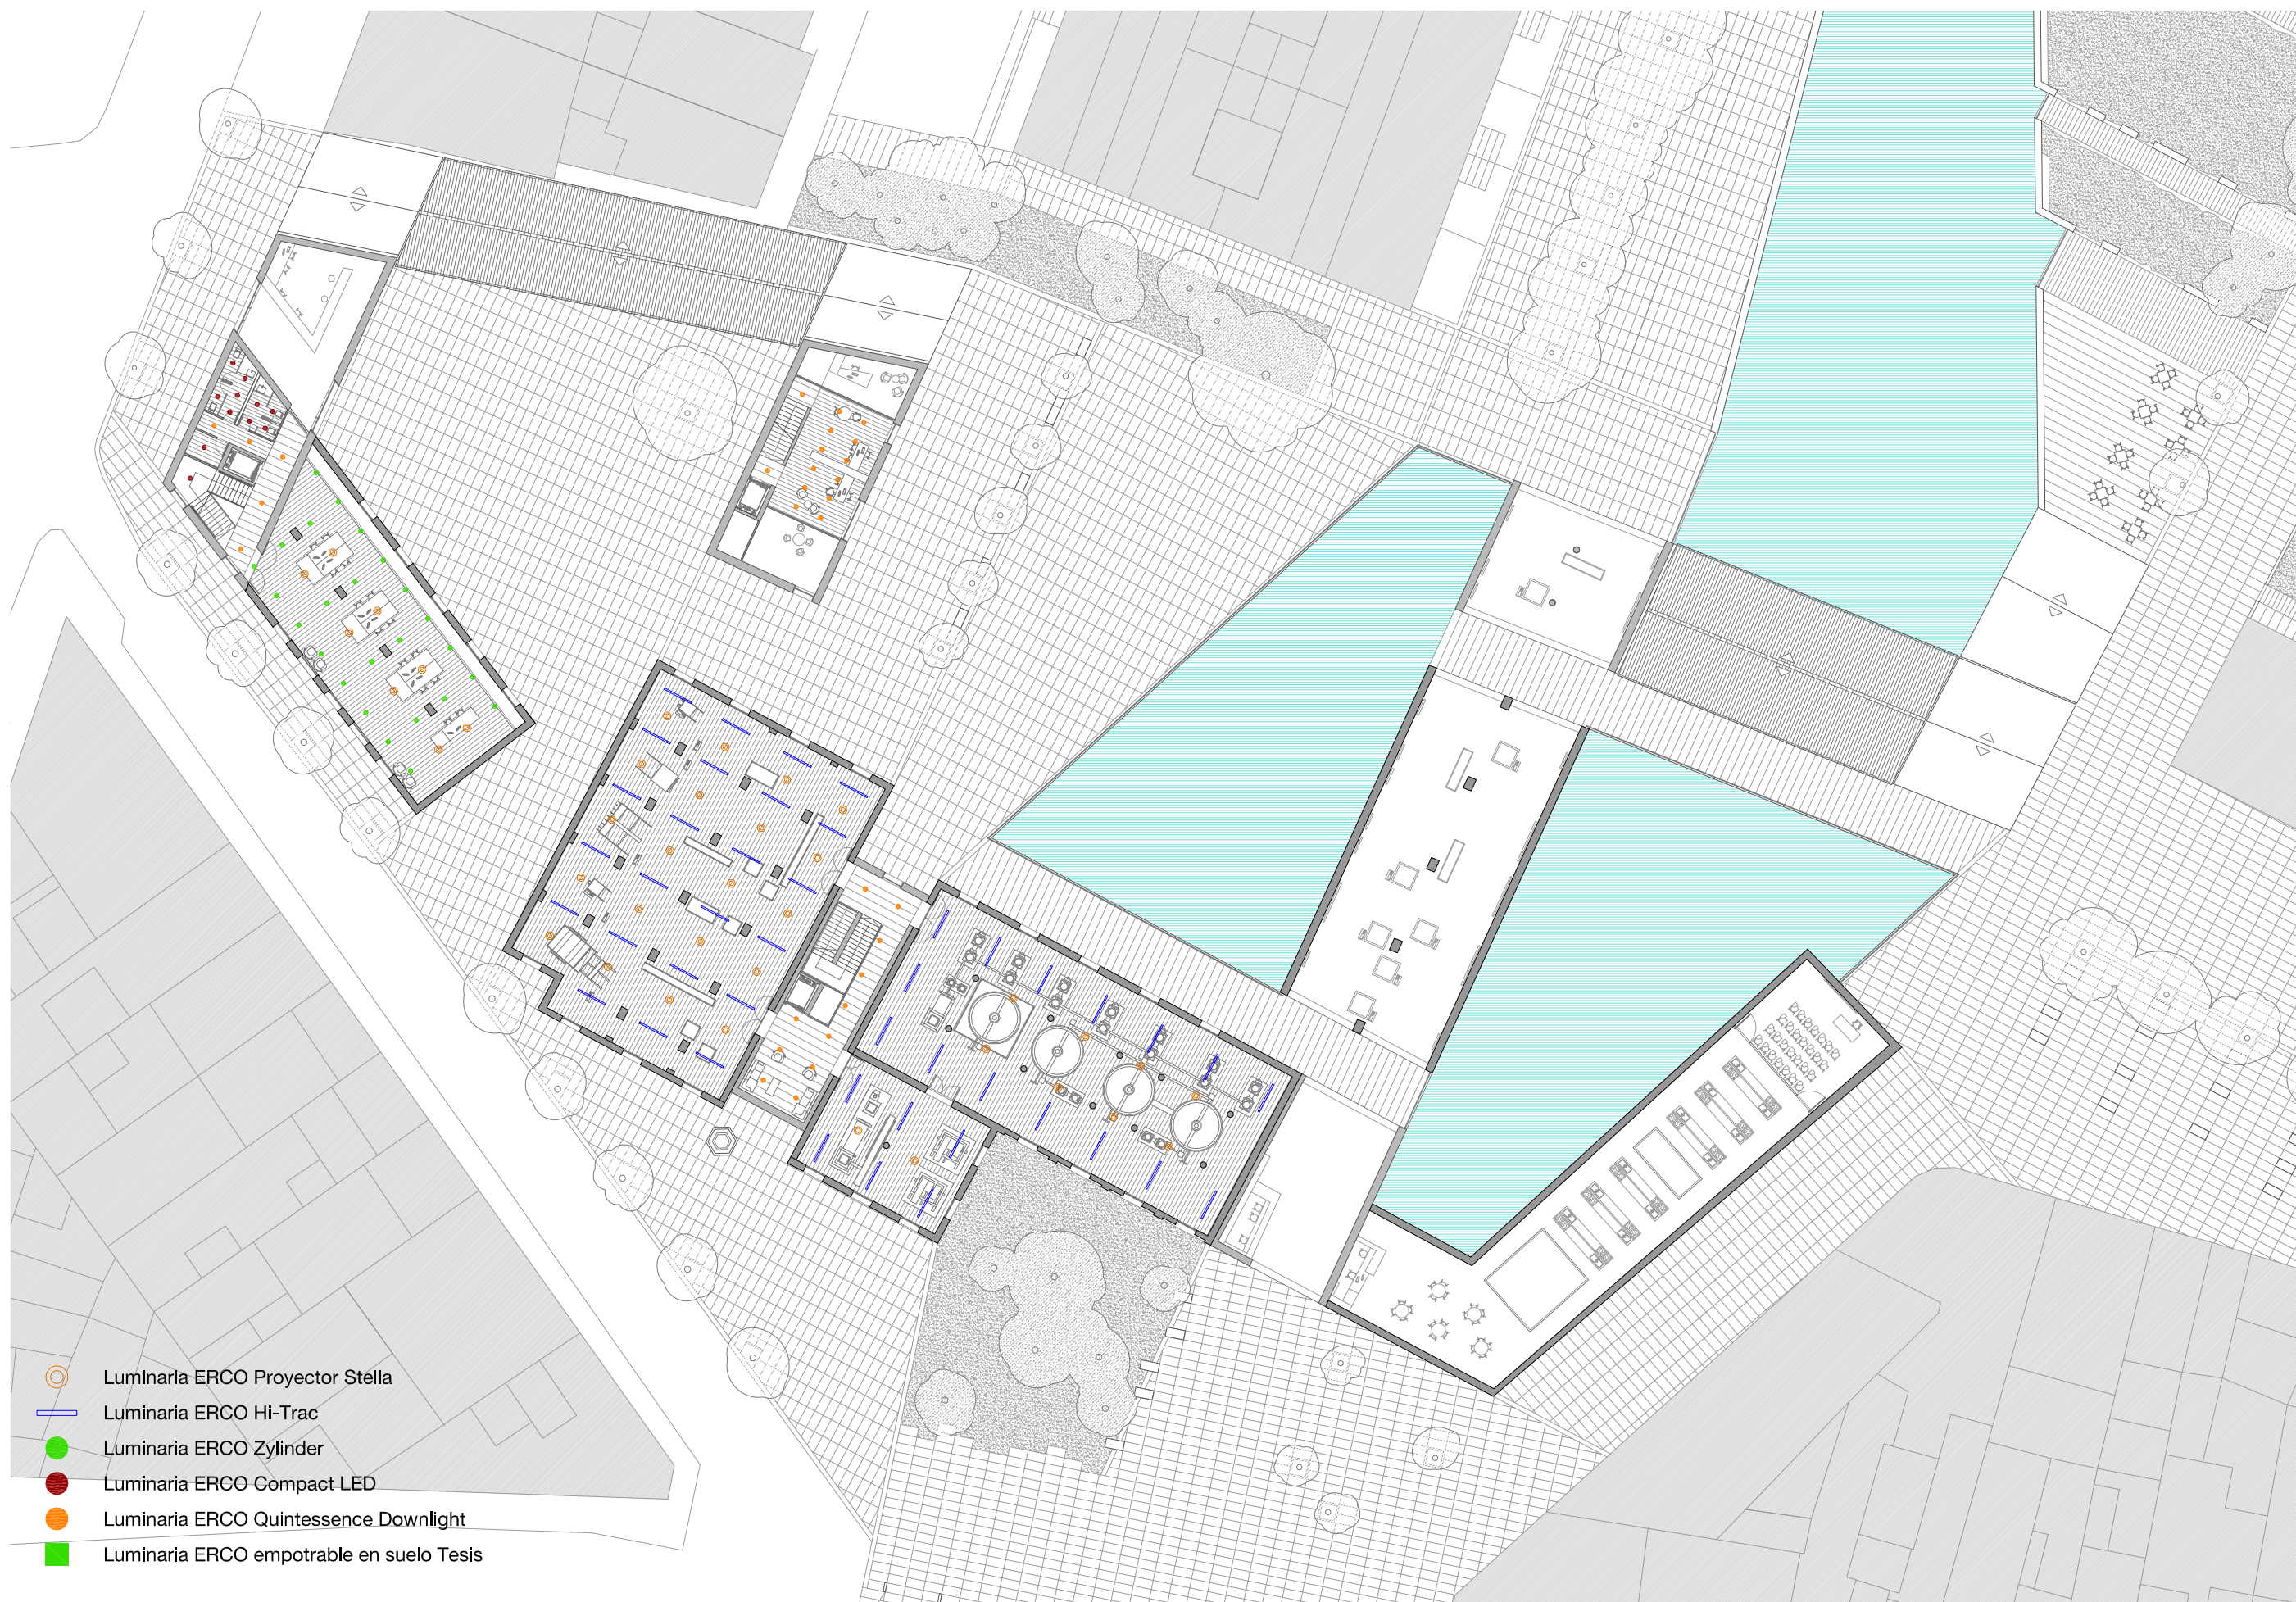 Luminaria ERCO Proyector Stella
Luminaria ERCO Hi-Trac
Luminaria ERCO Zylinder
Luminaria ERCO Compact LED
Luminaria ERCO Quintessence Downlight
Luminaria ERCO empotrable en suelo Tesis